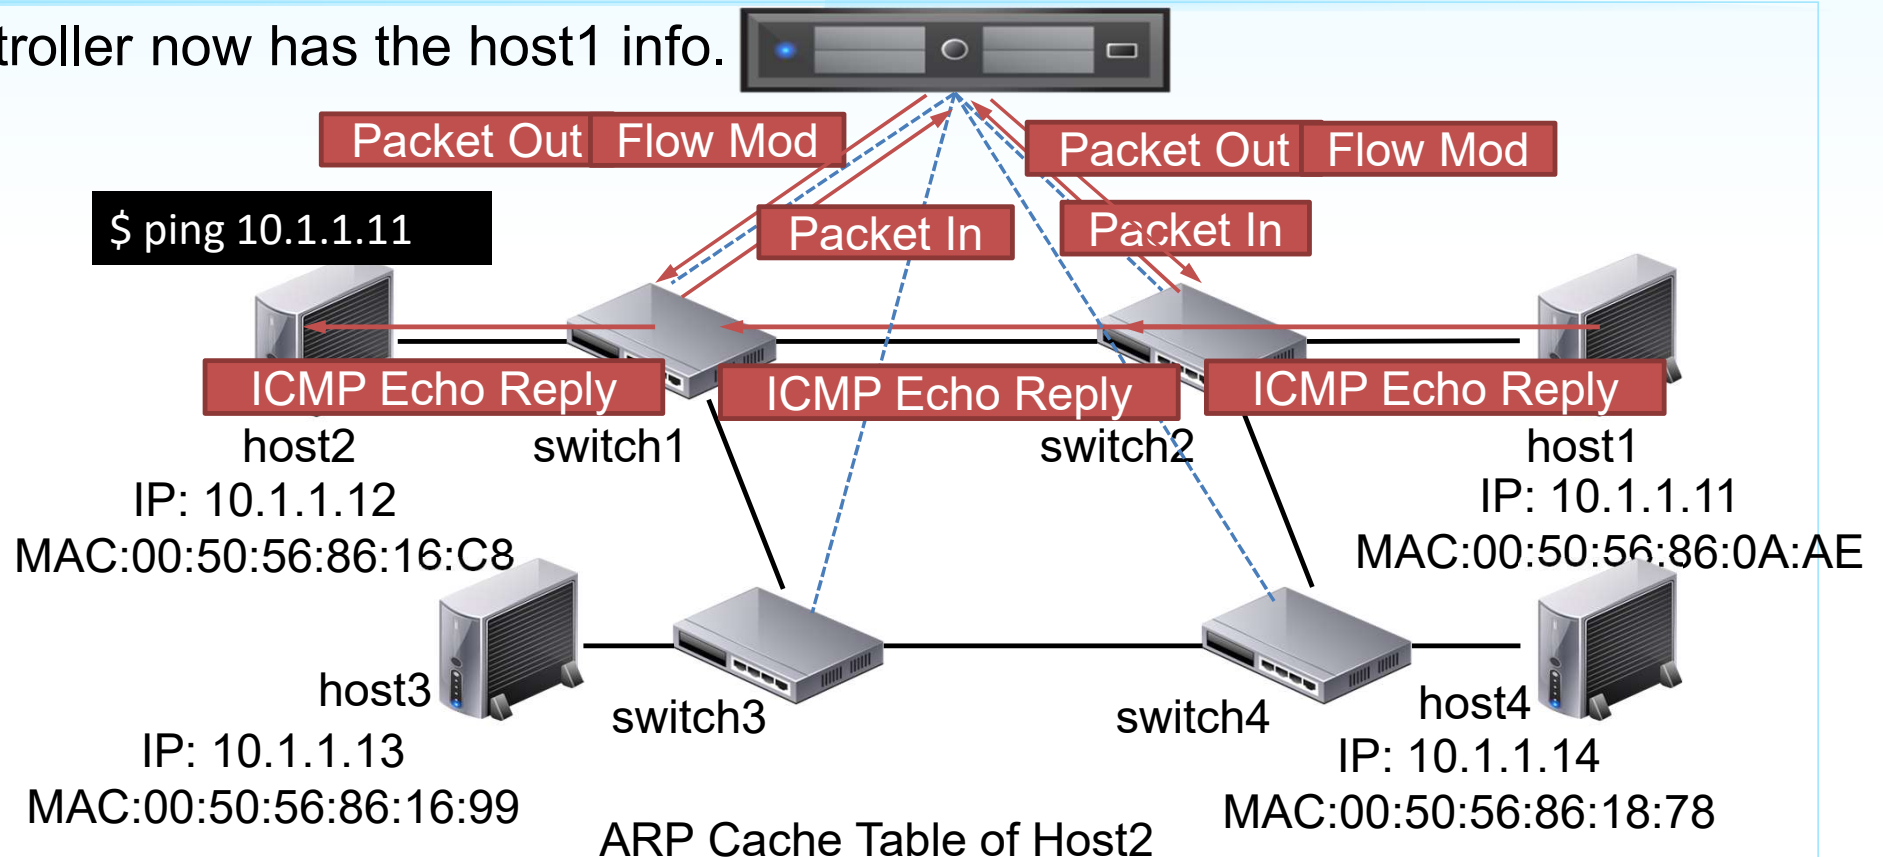 troller now has the host1 info.
Packet Out Flow Mod
Packet Out Flow Mod
$ ping 10.1.1.11
Packet In
Packet In
ICMP Echo Reply
ICMP Echo Reply
ICMP Echo Reply
host2
switch1
switch2
host1
IP: 10.1.1.12
IP: 10.1.1.11
MAC:00:50:56:86:16:C8
MAC:00:50:56:86:0A:AE
host3
switch3
switch4
host4
IP: 10.1.1.13
IP: 10.1.1.14
MAC:00:50:56:86:16:99
MAC:00:50:56:86:18:78
ARP Cache Table of Host2